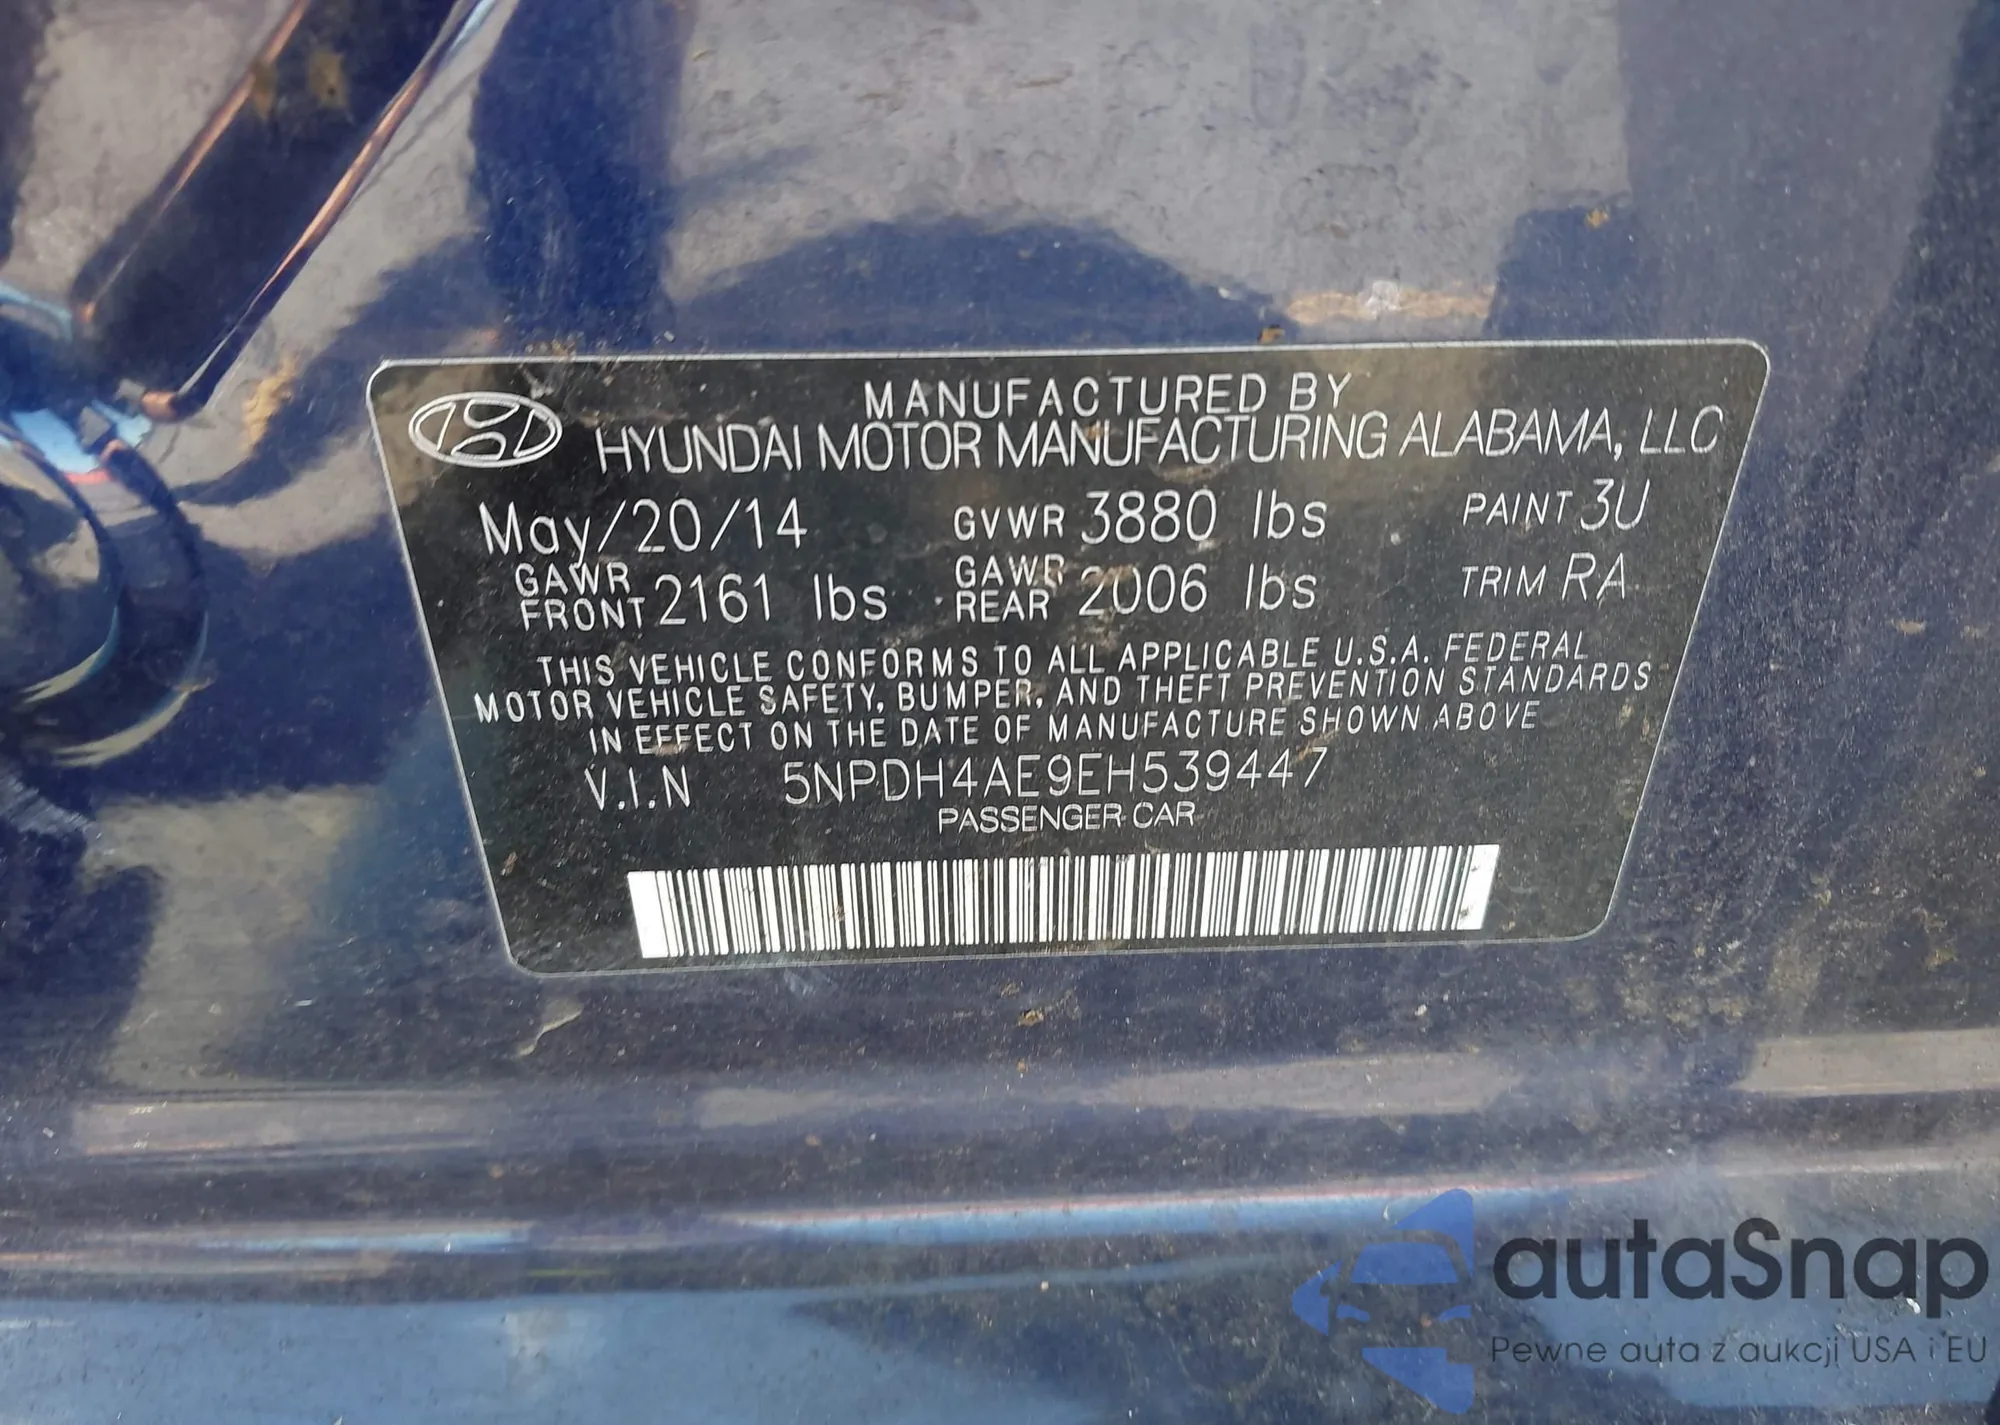 MANUFACTURED BY
HYUNDAI MOTOR MANUFACTURING ALABAMA, LLC
May/20/14 GVWR 3880 lbs PAINT 3U
GAWR FRONT 2161 lbs GAWR REAR 2006 lbs TRIM RA
THIS VEHICLE CONFORMS TO ALL APPLICABLE U.S.A. FEDERAL
MOTOR VEHICLE SAFETY, BUMPER, AND THEFT PREVENTION STANDARDS
IN EFFECT ON THE DATE OF MANUFACTURE SHOWN ABOVE
V.I.N 5NPDH4AE9EH539447
PASSENGER CAR
autaSnap
Pewne auta z aukcji USA i EU